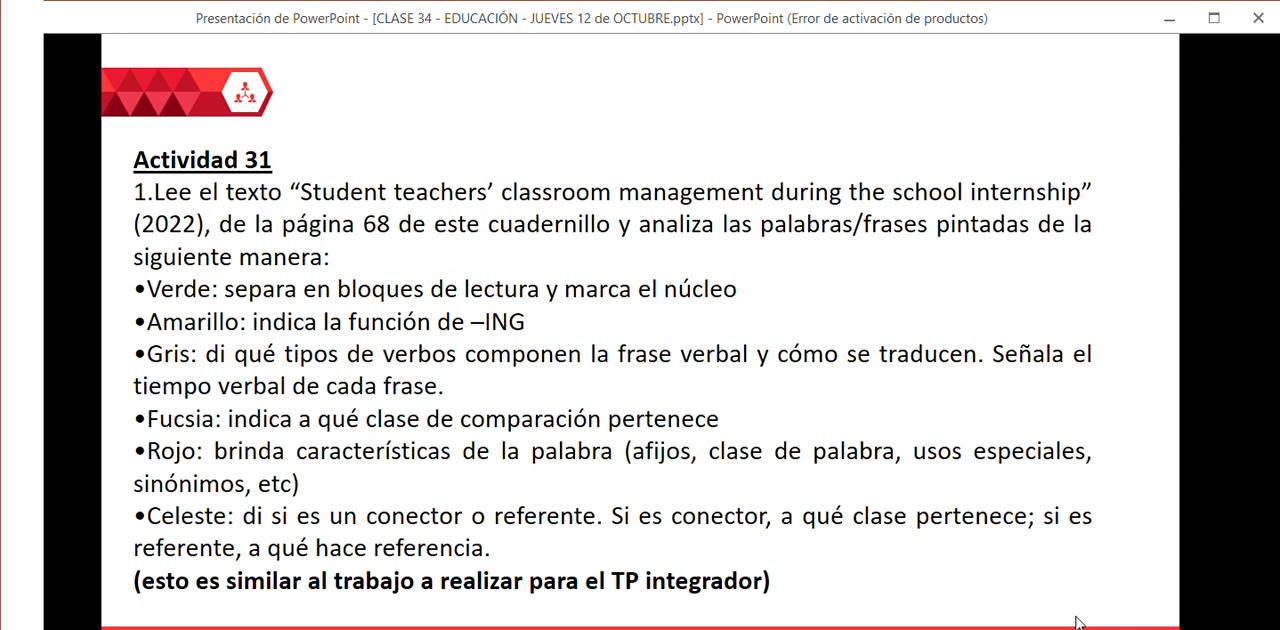 Presentación de PowerPoint - [CLASE 34 - EDUCACIÓN - JUEVES 12 de OCTUBRE.pptx] - PowerPoint (Error de activación de productos)
Actividad 31
1.Lee el texto “Student teachers’ classroom management during the school internship”
(2022), de la página 68 de este cuadernillo y analiza las palabras/frases pintadas de la
siguiente manera:
•Verde: separa en bloques de lectura y marca el núcleo
•Amarillo: indica la función de –ING
•Gris: di qué tipos de verbos componen la frase verbal y cómo se traducen. Señala el
tiempo verbal de cada frase.
•Fucsia: indica a qué clase de comparación pertenece
•Rojo: brinda características de la palabra (afijos, clase de palabra, usos especiales,
sinónimos, etc)
•Celeste: di si es un conector o referente. Si es conector, a qué clase pertenece; si es
referente, a qué hace referencia.
(esto es similar al trabajo a realizar para el TP integrador)